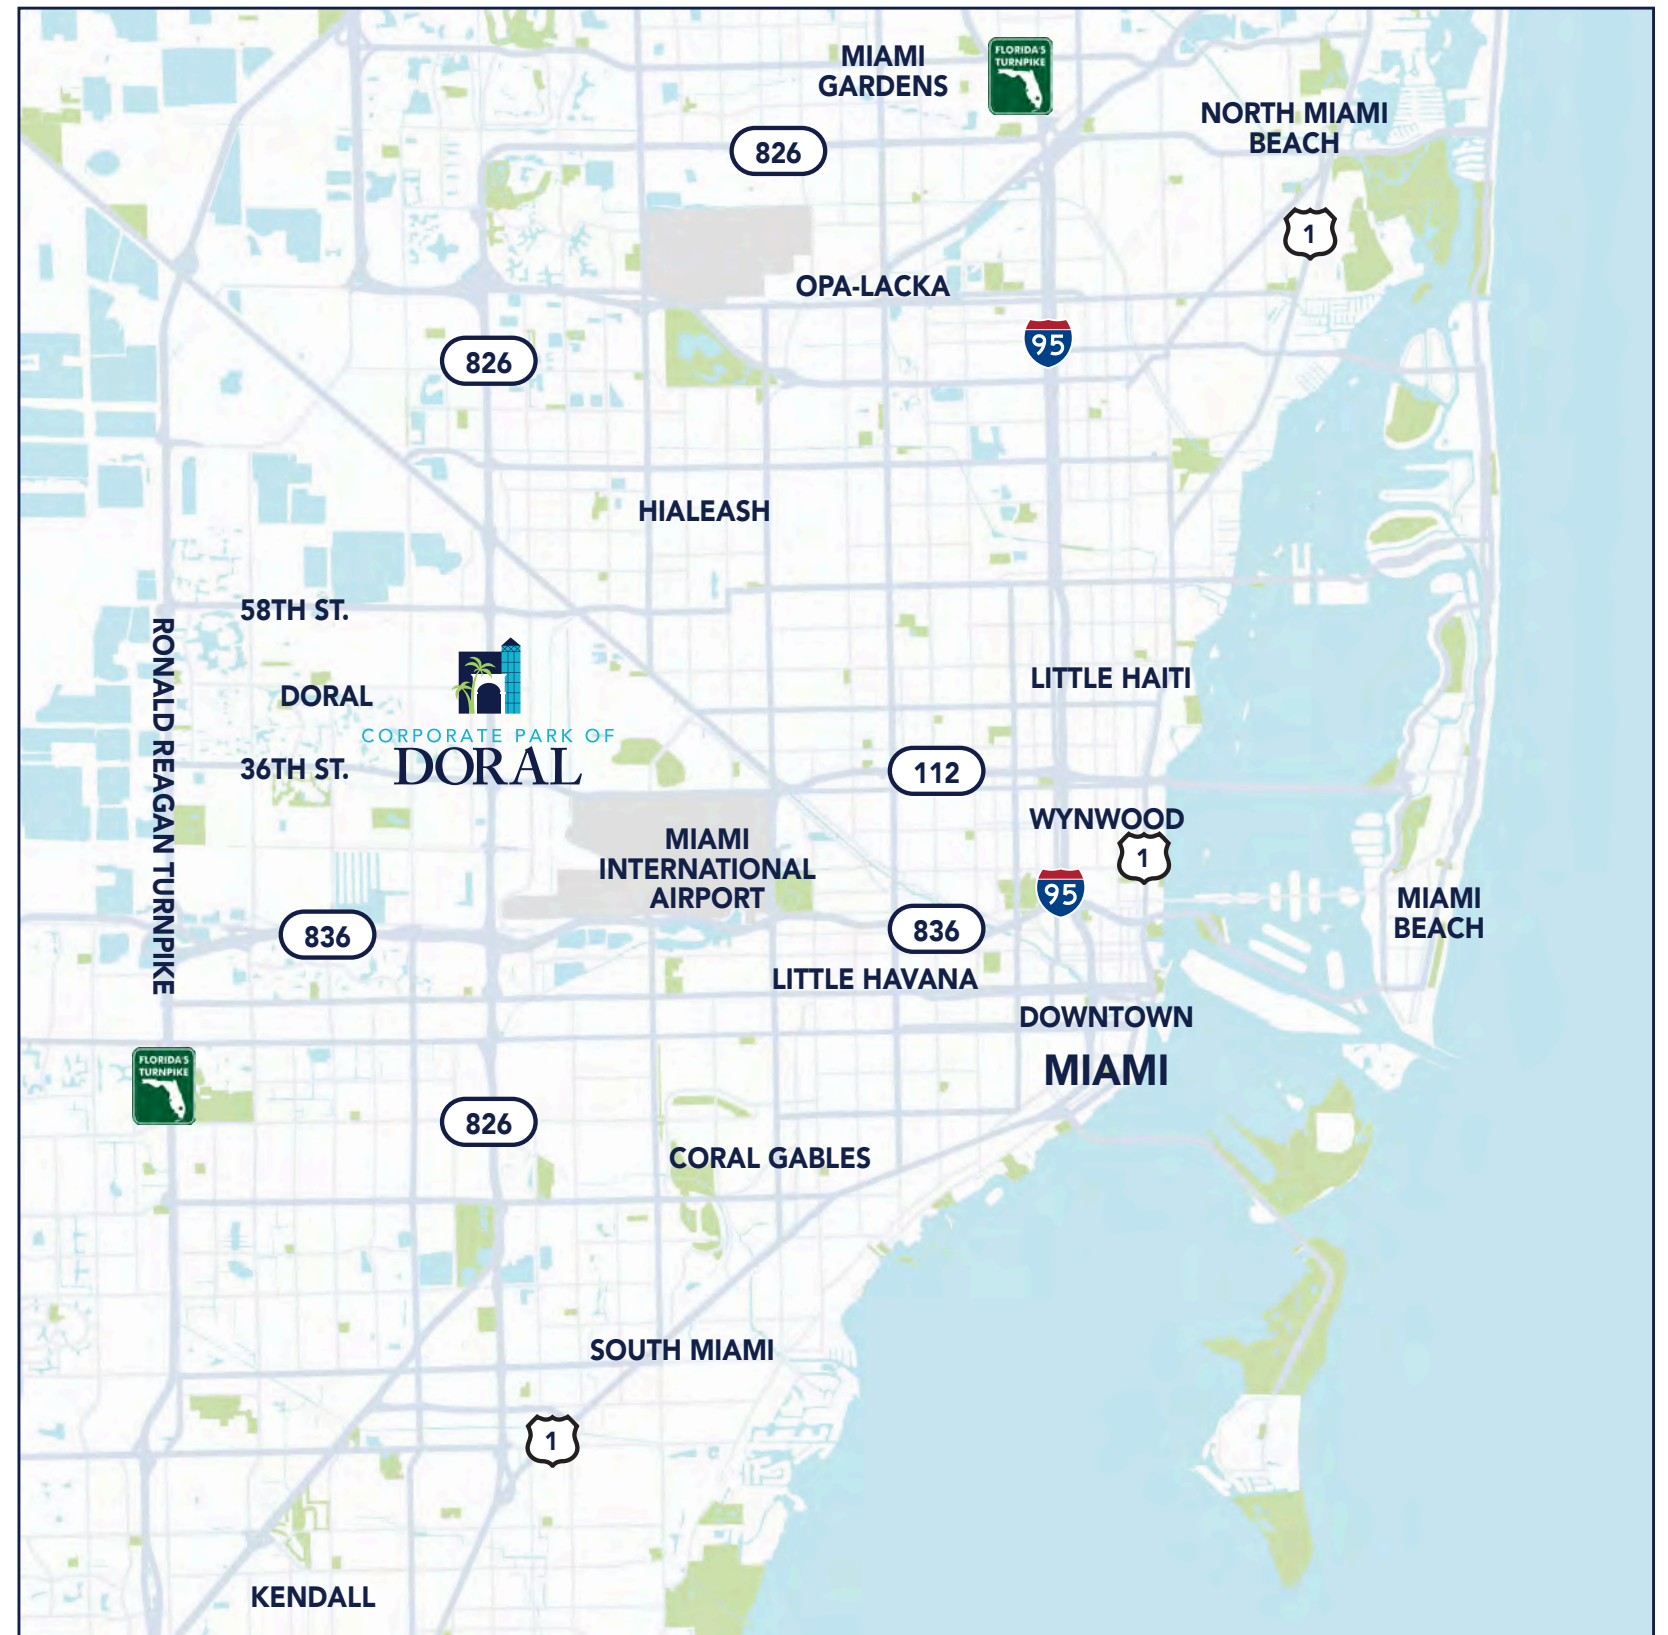 MIAMI
GARDENS
FLORIDA'S
TURNPIKE
NORTH MIAMI
BEACH
826
1
OPA-LACKA
95
826
HIALEASH
58TH ST.
RONALD REAGAN TURNPIKE
LITTLE HAITI
DORAL
CORPORATE PARK OF
DORAL
36TH ST.
112
WYNWOOD
1
MIAMI
INTERNATIONAL
AIRPORT
95
MIAMI
BEACH
836
836
LITTLE HAVANA
DOWNTOWN
MIAMI
FLORIDA'S
TURNPIKE
826
CORAL GABLES
SOUTH MIAMI
1
KENDALL